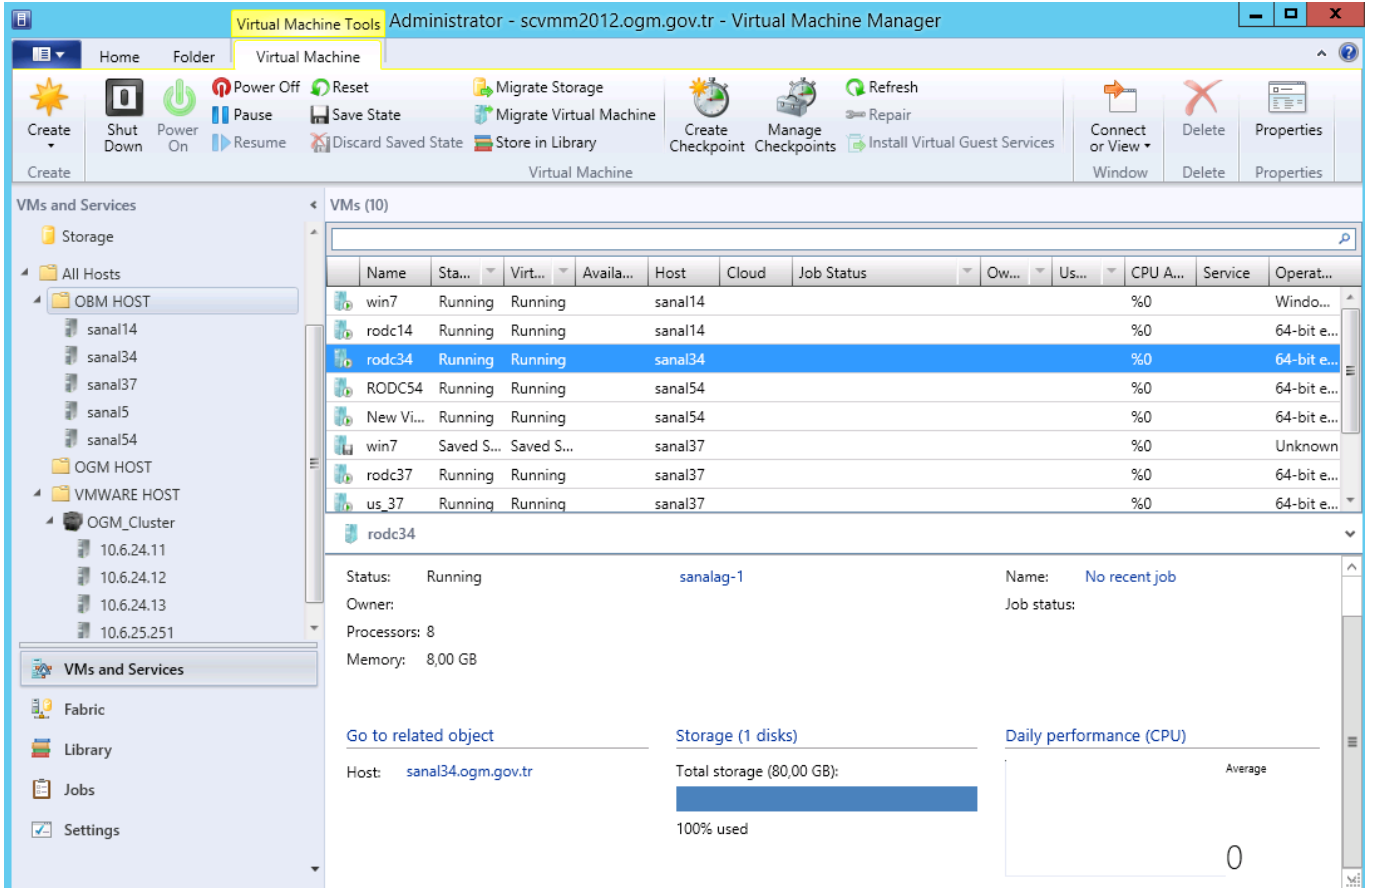 Virtual Machine Tools
Administrator - scvmm2012.ogm.gov.tr - Virtual Machine Manager
Home
Folder
Virtual Machine
Create
Shut Down
Power On
Power Off
Pause
Resume
Reset
Save State
Discard Saved State
Migrate Storage
Migrate Virtual Machine
Store in Library
Create Checkpoint
Manage Checkpoints
Refresh
Repair
Install Virtual Guest Services
Connect or View
Delete
Properties
Create
Virtual Machine
Window
Delete
Properties
VMs and Services
Storage
All Hosts
OBM HOST
sanal14
sanal34
sanal37
sanal5
sanal54
OGM HOST
VMWARE HOST
OGM_Cluster
10.6.24.11
10.6.24.12
10.6.24.13
10.6.25.251
VMs and Services
Fabric
Library
Jobs
Settings
VMs (10)
Name Sta... Virt... Availa... Host Cloud Job Status Ow... Us... CPU A... Service Operat...
win7 Running Running sanal14 %0 Windo...
rodc14 Running Running sanal14 %0 64-bit e...
rodc34 Running Running sanal34 %0 64-bit e...
RODC54 Running Running sanal54 %0 64-bit e...
New Vi... Running Running sanal54 %0 64-bit e...
win7 Saved S... Saved S... sanal37 %0 Unknown
rodc37 Running Running sanal37 %0 64-bit e...
us_37 Running Running sanal37 %0 64-bit e...
rodc34
Status: Running
Owner:
Processors: 8
Memory: 8,00 GB
sanalag-1
Name: No recent job
Job status:
Go to related object
Host: sanal34.ogm.gov.tr
Storage (1 disks)
Total storage (80,00 GB):
100% used
Daily performance (CPU)
Average
0